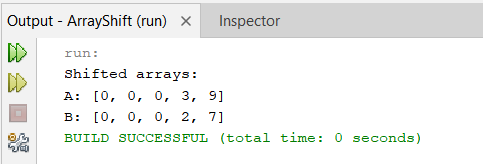 Output - ArrayShift (run) × Inspector
run:
Shifted arrays:
A: [0, 0, 0, 3, 9]
B: [0, 0, 0, 2, 7]
BUILD SUCCESSFUL (total time: 0 seconds)